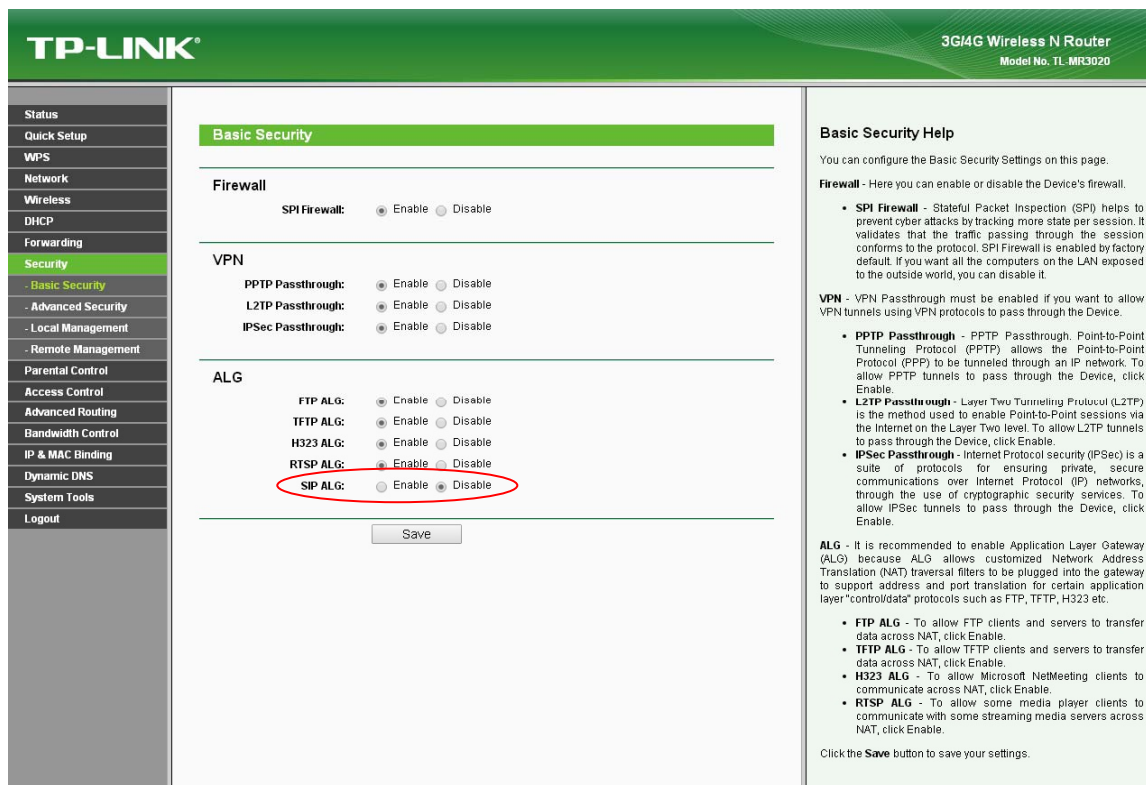 TP-LINK®
3G/4G Wireless N Router
Model No. TL-MR3020
Status
Quick Setup
WPS
Network
Wireless
DHCP
Forwarding
Security
- Basic Security
- Advanced Security
- Local Management
- Remote Management
Parental Control
Access Control
Advanced Routing
Bandwidth Control
IP & MAC Binding
Dynamic DNS
System Tools
Logout
Basic Security
Firewall
SPI Firewall: Enable Disable
VPN
PPTP Passthrough: Enable Disable
L2TP Passthrough: Enable Disable
IPSec Passthrough: Enable Disable
ALG
FTP ALG: Enable Disable
TFTP ALG: Enable Disable
H323 ALG: Enable Disable
RTSP ALG: Enable Disable
SIP ALG: Enable Disable
Save
Basic Security Help
You can configure the Basic Security Settings on this page.
Firewall - Here you can enable or disable the Device's firewall.
• SPI Firewall - Stateful Packet Inspection (SPI) helps to
prevent cyber attacks by tracking more state per session. It
validates that the traffic passing through the session
conforms to the protocol. SPI Firewall is enabled by factory
default. If you want all the computers on the LAN exposed
to the outside world, you can disable it.
VPN - VPN Passthrough must be enabled if you want to allow
VPN tunnels using VPN protocols to pass through the Device.
• PPTP Passthrough - PPTP Passthrough. Point-to-Point
Tunneling Protocol (PPTP) allows the Point-to-Point
Protocol (PPP) to be tunneled through an IP network. To
allow PPTP tunnels to pass through the Device, click
Enable.
• L2TP Passthrough - Layer Two Tunneling Protocol (L2TP)
is the method used to enable Point-to-Point sessions via
the Internet on the Layer Two level. To allow L2TP tunnels
to pass through the Device, click Enable.
• IPSec Passthrough - Internet Protocol security (IPSec) is a
suite of protocols for ensuring private, secure
communications over Internet Protocol (IP) networks,
through the use of cryptographic security services. To
allow IPSec tunnels to pass through the Device, click
Enable.
ALG - It is recommended to enable Application Layer Gateway
(ALG) because ALG allows customized Network Address
Translation (NAT) traversal filters to be plugged into the gateway
to support address and port translation for certain application
layer "control/data" protocols such as FTP, TFTP, H323 etc.
• FTP ALG - To allow FTP clients and servers to transfer
data across NAT, click Enable.
• TFTP ALG - To allow TFTP clients and servers to transfer
data across NAT, click Enable.
• H323 ALG - To allow Microsoft NetMeeting clients to
communicate across NAT, click Enable.
• RTSP ALG - To allow some media player clients to
communicate with some streaming media servers across
NAT, click Enable.
Click the Save button to save your settings.